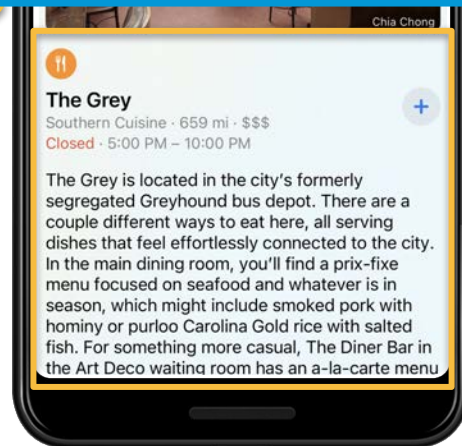 Chia Chong
The Grey
Southern Cuisine · 659 mi · $$$
Closed · 5:00 PM – 10:00 PM
The Grey is located in the city's formerly
segregated Greyhound bus depot. There are a
couple different ways to eat here, all serving
dishes that feel effortlessly connected to the city.
In the main dining room, you'll find a prix-fixe
menu focused on seafood and whatever is in
season, which might include smoked pork with
hominy or purloo Carolina Gold rice with salted
fish. For something more casual, The Diner Bar in
the Art Deco waiting room has an a-la-carte menu